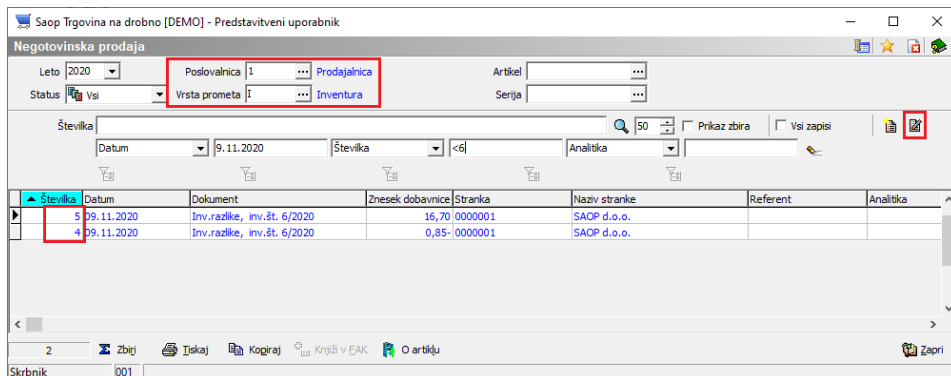 Saop Trgovina na drobno [DEMO] - Predstavitveni uporabnik
Negotovinska prodaja
Leto 2020 Poslovalnica 1 ... Prodajalnica Artikel ...
Status Vsi Vrsta prometa I ... Inventura Serija ...
Številka 50 Prikaz zbira Vsi zapisi
Datum 9.11.2020 Številka <6 Analitika
Številka Datum Dokument Znesek dobavnice Stranka Naziv stranke Referent Analitika
5 09.11.2020 Inv.razlike, inv.št. 6/2020 16,70 0000001 SAOP d.o.o.
4 09.11.2020 Inv.razlike, inv.št. 6/2020 0,85- 0000001 SAOP d.o.o.
2 Zbiri Tiskaj Kopiraj Knjiži v FAK O artiklu Zapri
Skrbnik 001